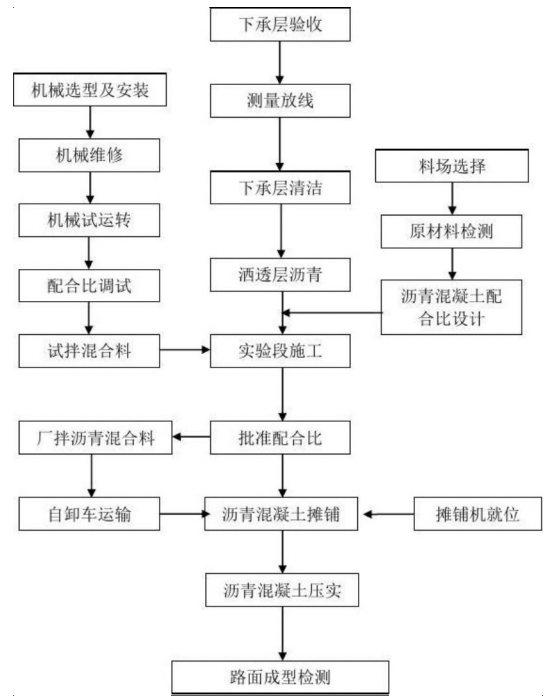 下承层验收
机械选型及安装
测量放线
机械维修
料场选择
下承层清洁
机械试运转
原材料检测
配合比调试
洒透层沥青
沥青混凝土配
合比设计
试拌混合料
实验段施工
厂拌沥青混合料
批准配合比
自卸车运输
沥青混凝土摊铺
摊铺机就位
沥青混凝土压实
路面成型检测